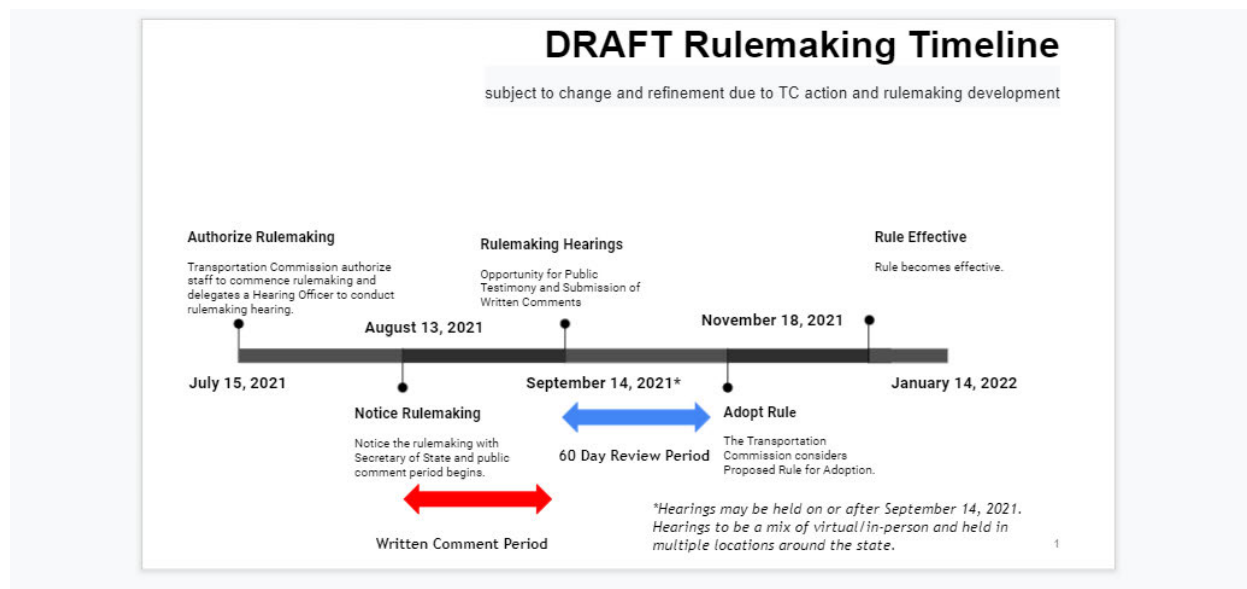 DRAFT Rulemaking Timeline
subject to change and refinement due to TC action and rulemaking development
Authorize Rulemaking
Transportation Commission authorize
staff to commence rulemaking and
delegates a Hearing Officer to conduct
rulemaking hearing.
July 15, 2021
August 13, 2021
Notice Rulemaking
Notice the rulemaking with
Secretary of State and public
comment period begins.
Written Comment Period
Rulemaking Hearings
Opportunity for Public
Testimony and Submission of
Written Comments
September 14, 2021*
60 Day Review Period
November 18, 2021
Adopt Rule
The Transportation
Commission considers
Proposed Rule for Adoption.
Rule Effective
Rule becomes effective.
January 14, 2022
*Hearings may be held on or after September 14, 2021.
Hearings to be a mix of virtual/in-person and held in
multiple locations around the state.
1